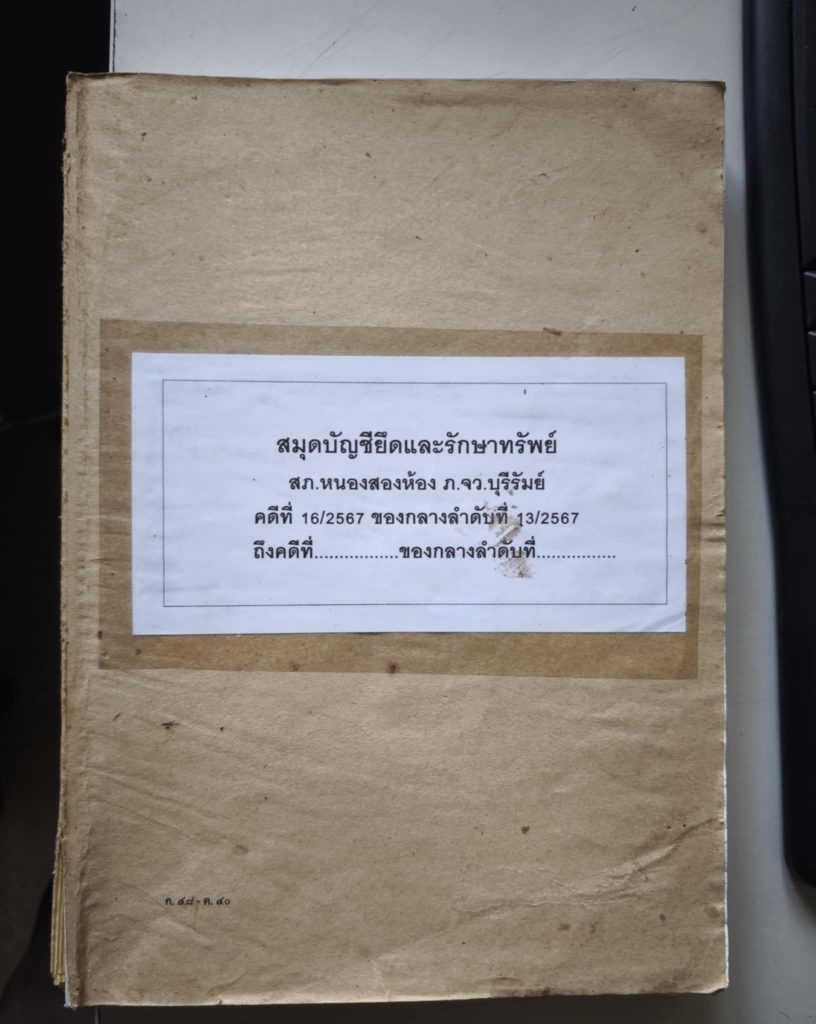 สมุดบัญชียึดและรักษาทรัพย์
สภ.หนองสองห้อง ภ.จว.บุรีรัมย์
คดีที่ 16/2567 ของกลางลำดับที่ 13/2567
ถึงคดีที่.................ของกลางลำดับที่................
ค. ๔๘ - ค. ๔๐